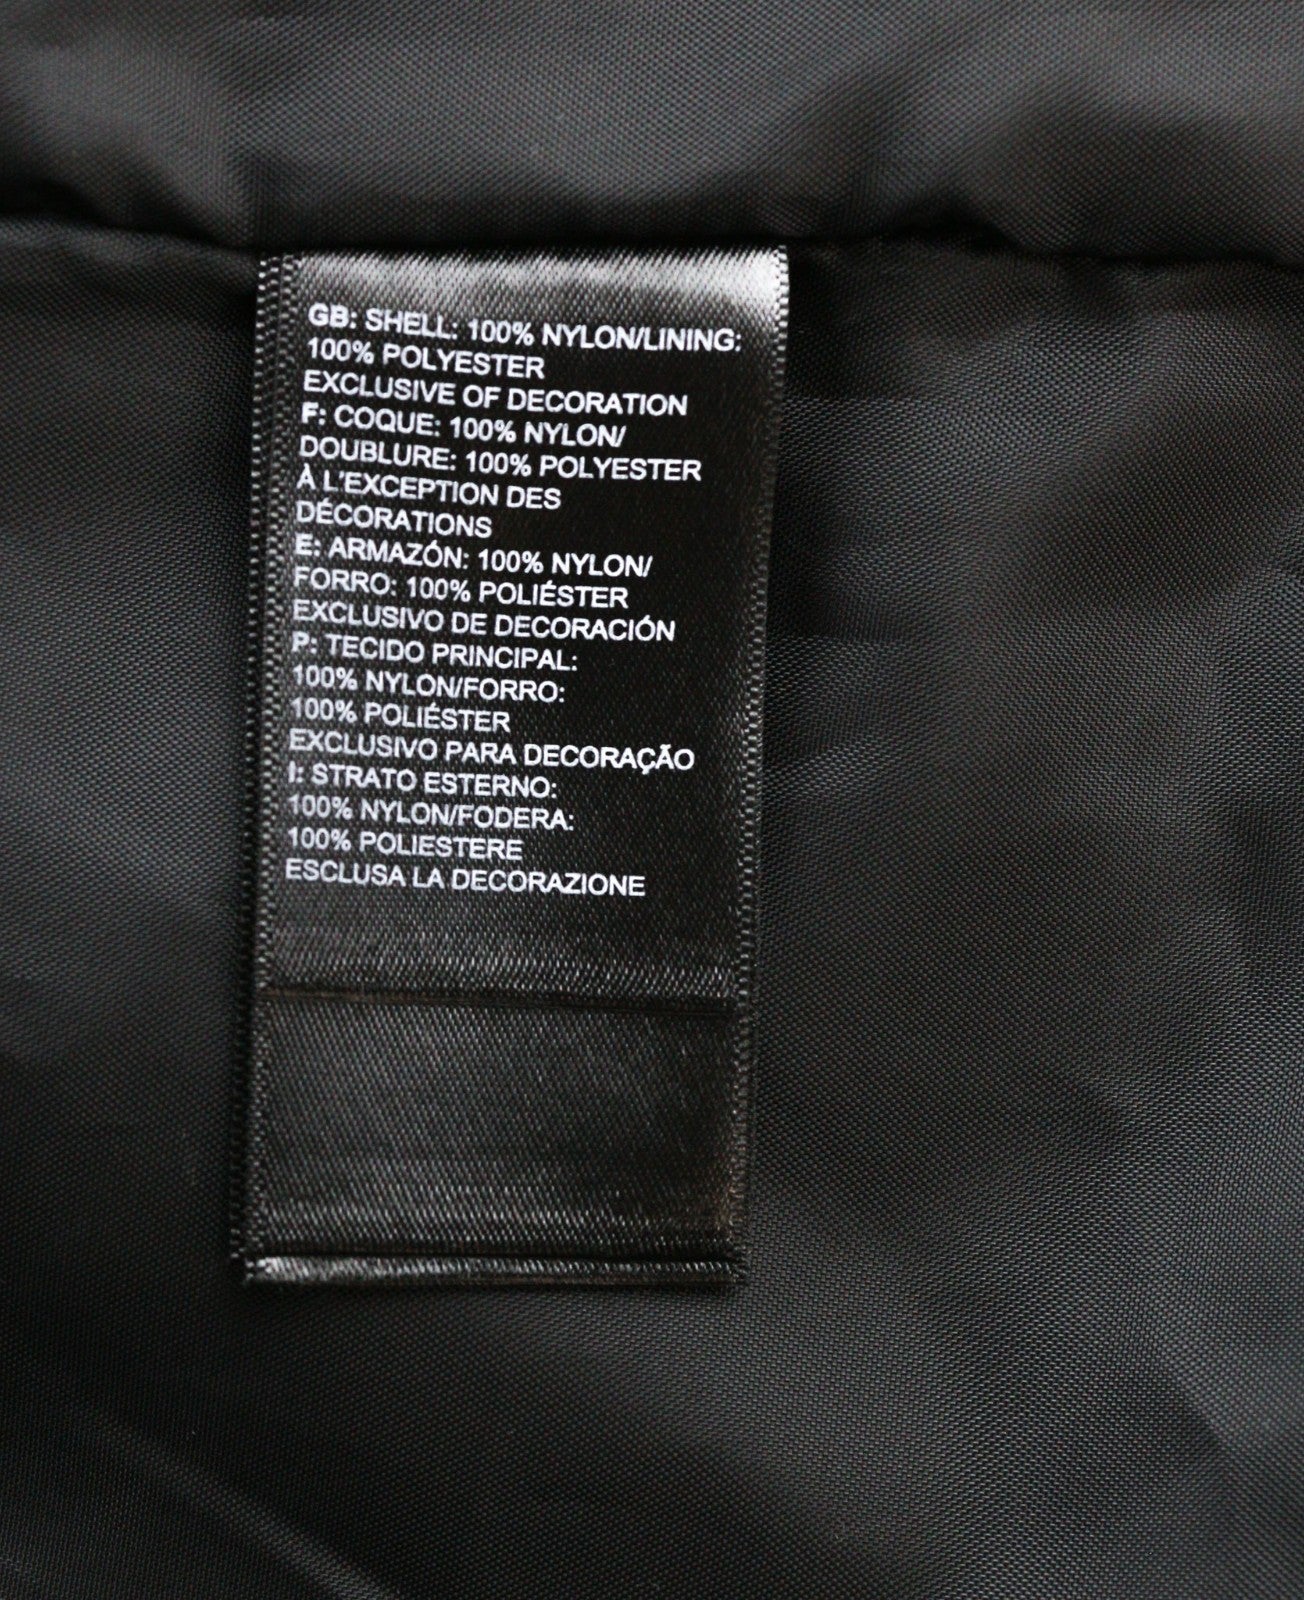 GB: SHELL: 100% NYLON/LINING:
100% POLYESTER
EXCLUSIVE OF DECORATION
F: COQUE: 100% NYLON/
DOUBLURE: 100% POLYESTER
À L'EXCEPTION DES
DÉCORATIONS
E: ARMAZÓN: 100% NYLON/
FORRO: 100% POLIÉSTER
EXCLUSIVO DE DECORACIÓN
P: TECIDO PRINCIPAL:
100% NYLON/FORRO:
100% POLIÉSTER
EXCLUSIVO PARA DECORAÇÃO
I: STRATO ESTERNO:
100% NYLON/FODERA:
100% POLIESTERE
ESCLUSA LA DECORAZIONE